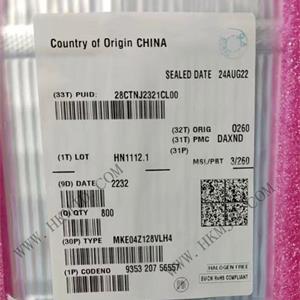 Country of Origin CHINA
SEALED DATE 24AUG22
(33T) PUID: 28CTNJ2321CL00
(32T) ORIG 0260
(31T) PMC DAXND
(31P)
(1T) LOT HN1112.1
MSL/PBT 3/260
(9D) DATE 2232
Q) QTY 800
(30P) TYPE MKE04Z128VLH4
(1P) CODENO 9353 207 56557
HALOGEN FREE
EU/CN RoHS COMPLIANT